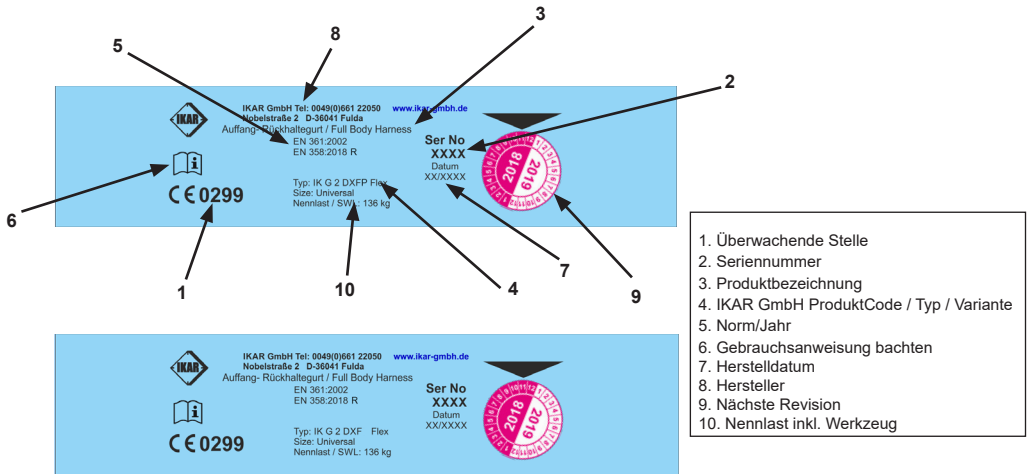 8
3
5
2
IKAR
IKAR GmbH Tel: 0049(0)661 22050 www.ikar-gmbh.de
Nobelstraße 2 D-36041 Fulda
Auffang- Rückhaltegurt / Full Body Harness
EN 361:2002
EN 358:2018 R
Typ: IK G 2 DXFP Flex
Size: Universal
Nennlast / SWL: 136 kg
Ser No
XXXX
Datum
XX/XXXX
2018
2019
i
CE 0299
6
1
10
4
7
9
1. Überwachende Stelle
2. Seriennummer
3. Produktbezeichnung
4. IKAR GmbH ProduktCode / Typ / Variante
5. Norm/Jahr
6. Gebrauchsanweisung bachten
7. Herstelldatum
8. Hersteller
9. Nächste Revision
10. Nennlast inkl. Werkzeug
IKAR
IKAR GmbH Tel: 0049(0)661 22050 www.ikar-gmbh.de
Nobelstraße 2 D-36041 Fulda
Auffang- Rückhaltegurt / Full Body Harness
EN 361:2002
EN 358:2018 R
Typ: IK G 2 DXF Flex
Size: Universal
Nennlast / SWL: 136 kg
Ser No
XXXX
Datum
XX/XXXX
2018
2019
i
CE 0299